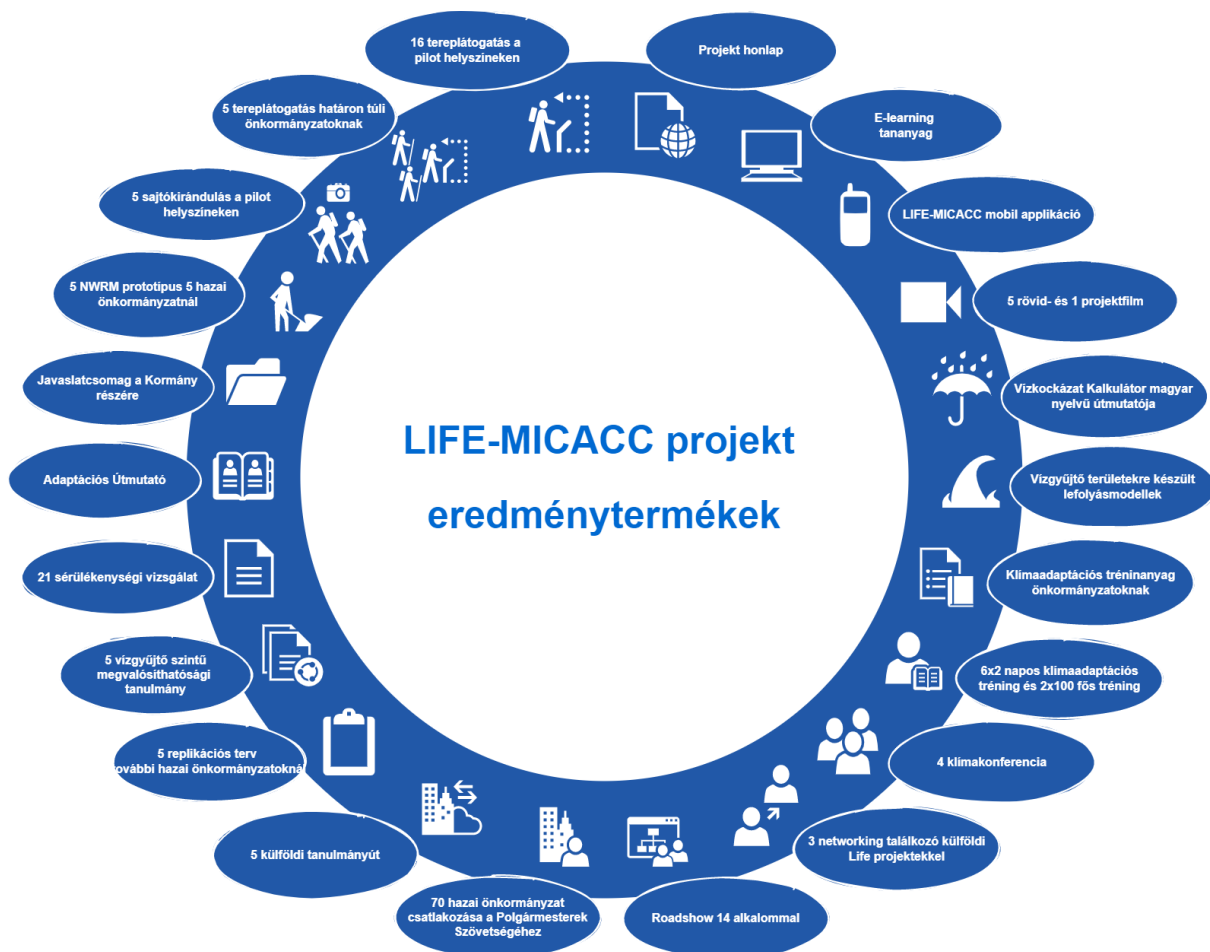 16 tereplátogatás a
pilot helyszíneken
Projekt honlap
E-learning
tananyag
LIFE-MICACC mobil applikáció
5 rövid- és 1 projektfilm
Vízkockázat Kalkulátor magyar
nyelvű útmutatója
Vízgyűjtő területekre készült
lefolyásmodellek
Klímaadaptációs tréninanyag
önkormányzatoknak
6x2 napos klímaadaptációs
tréning és 2x100 fős tréning
4 klímakonferencia
3 networking találkozó külföldi
Life projektekkel
Roadshow 14 alkalommal
70 hazai önkormányzat
csatlakozása a Polgármesterek
Szövetségéhez
5 külföldi tanulmányút
5 replikációs terv
további hazai önkormányzatoknál
5 vízgyűjtő szintű
megvalósíthatósági
tanulmány
21 sérülékenységi vizsgálat
Adaptációs Útmutató
Javaslatcsomag a Kormány
részére
5 NWRM prototípus 5 hazai
önkormányzatnál
5 sajtókirándulás a pilot
helyszíneken
5 tereplátogatás határon túli
önkormányzatoknak
LIFE-MICACC projekt
eredménytermékek